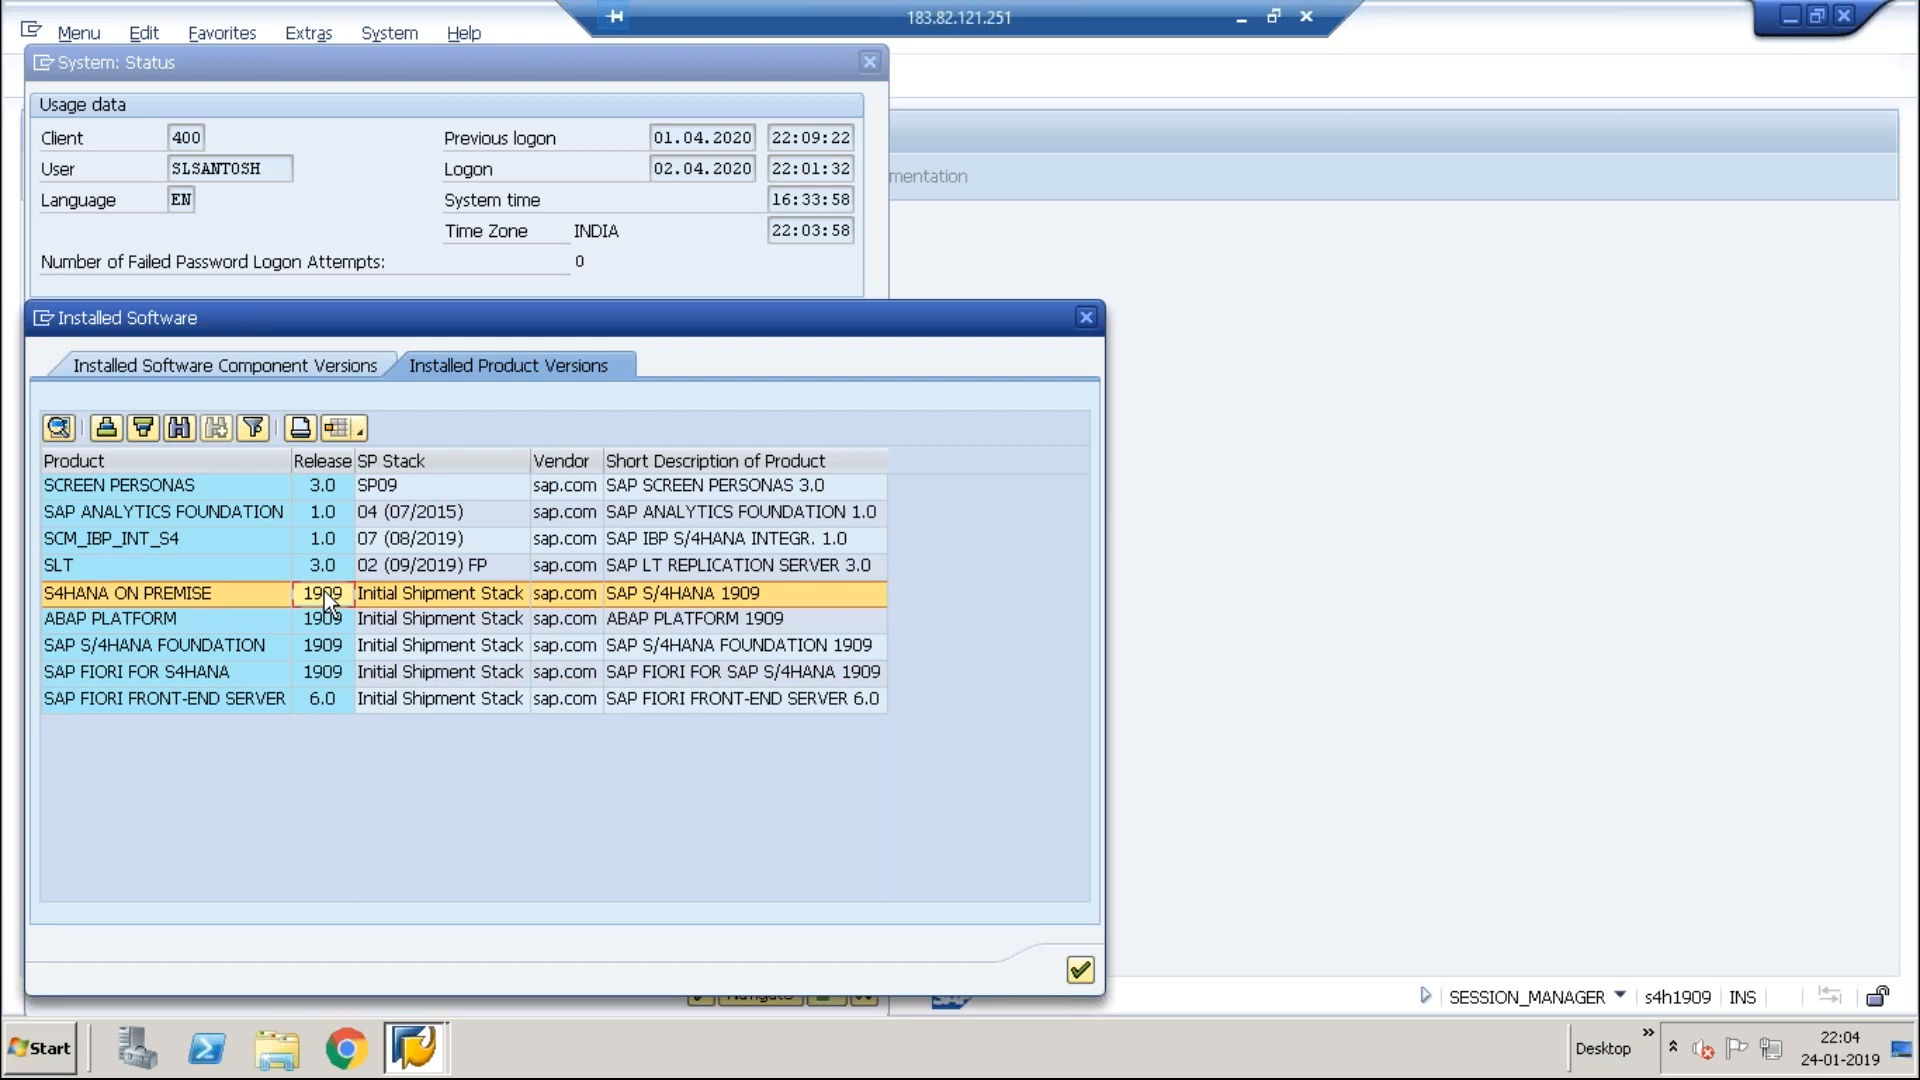 183.82.121.251
Menu Edit Favorites Extras System Help
System: Status
Usage data
Client 400 Previous logon 01.04.2020 22:09:22
User SLSANTOSH Logon 02.04.2020 22:01:32
mentation
Language EN System time 16:33:58
Time Zone INDIA 22:03:58
Number of Failed Password Logon Attempts: 0
Installed Software
Installed Software Component Versions Installed Product Versions
Product Release SP Stack Vendor Short Description of Product
SCREEN PERSONAS 3.0 SP09 sap.com SAP SCREEN PERSONAS 3.0
SAP ANALYTICS FOUNDATION 1.0 04 (07/2015) sap.com SAP ANALYTICS FOUNDATION 1.0
SCM_IBP_INT_S4 1.0 07 (08/2019) sap.com SAP IBP S/4HANA INTEGR. 1.0
SLT 3.0 02 (09/2019) FP sap.com SAP LT REPLICATION SERVER 3.0
S4HANA ON PREMISE 1909 Initial Shipment Stack sap.com SAP S/4HANA 1909
ABAP PLATFORM 1909 Initial Shipment Stack sap.com ABAP PLATFORM 1909
SAP S/4HANA FOUNDATION 1909 Initial Shipment Stack sap.com SAP S/4HANA FOUNDATION 1909
SAP FIORI FOR S4HANA 1909 Initial Shipment Stack sap.com SAP FIORI FOR SAP S/4HANA 1909
SAP FIORI FRONT-END SERVER 6.0 Initial Shipment Stack sap.com SAP FIORI FRONT-END SERVER 6.0
SESSION_MANAGER s4h1909 INS
Start Desktop 22:04
24-01-2019